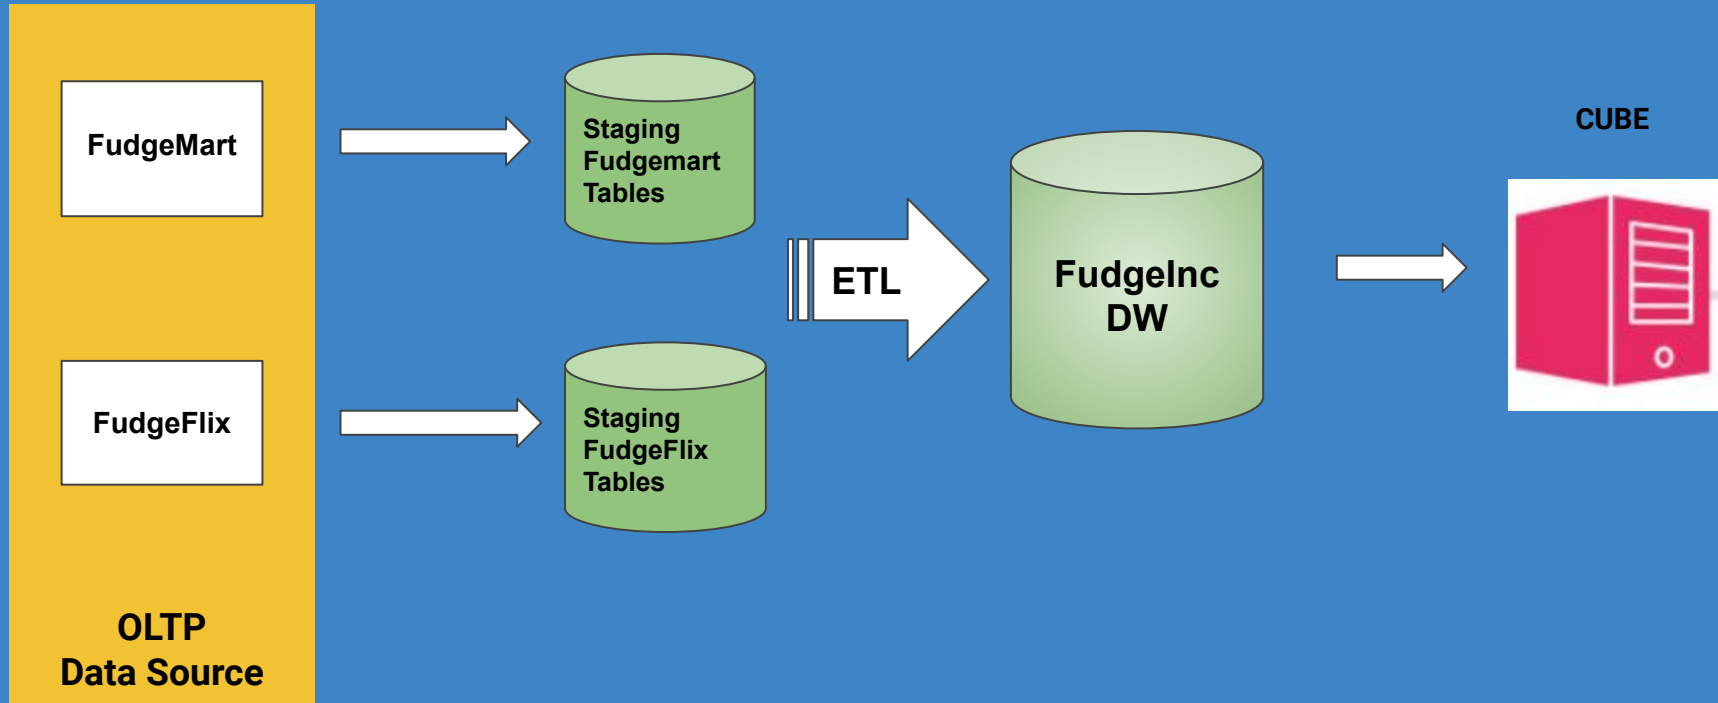 FudgeMart
Staging
Fudgemart
Tables
CUBE
ETL
FudgeInc
DW
FudgeFlix
Staging
FudgeFlix
Tables
OLTP
Data Source